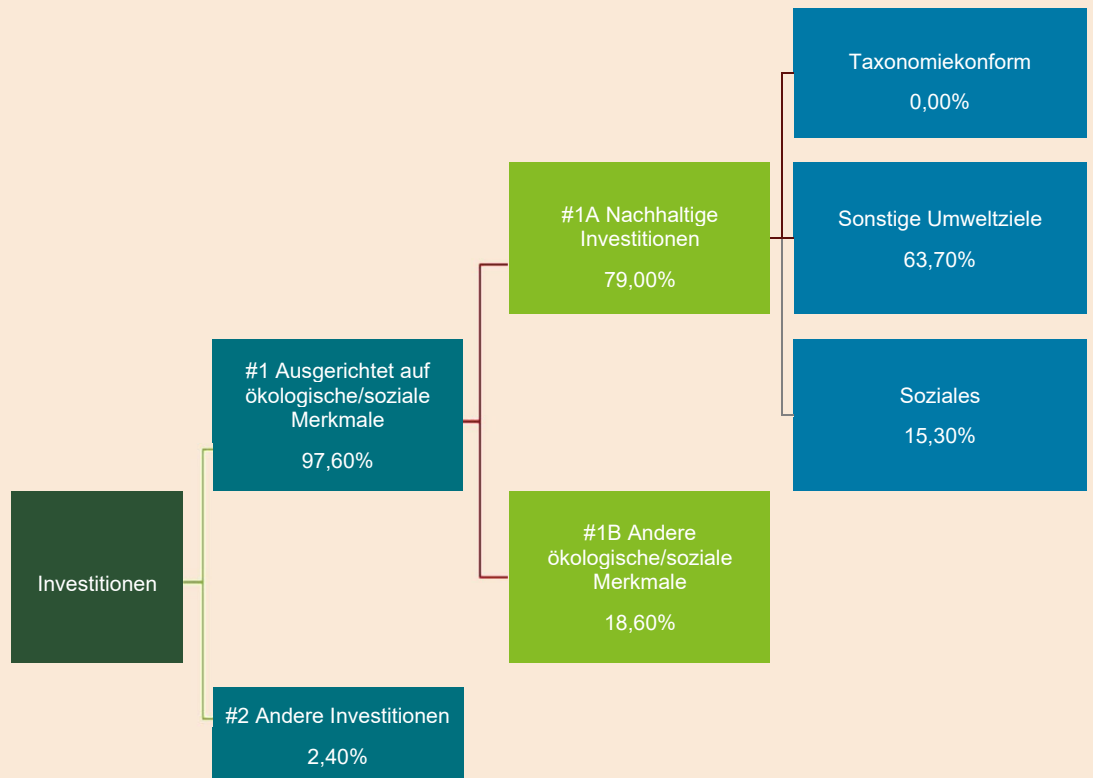 Taxonomiekonform
0,00%
#1A Nachhaltige
Investitionen
79,00%
Sonstige Umweltziele
63,70%
#1 Ausgerichtet auf
ökologische/soziale
Merkmale
97,60%
Soziales
15,30%
Investitionen
#1B Andere
ökologische/soziale
Merkmale
18,60%
#2 Andere Investitionen
2,40%